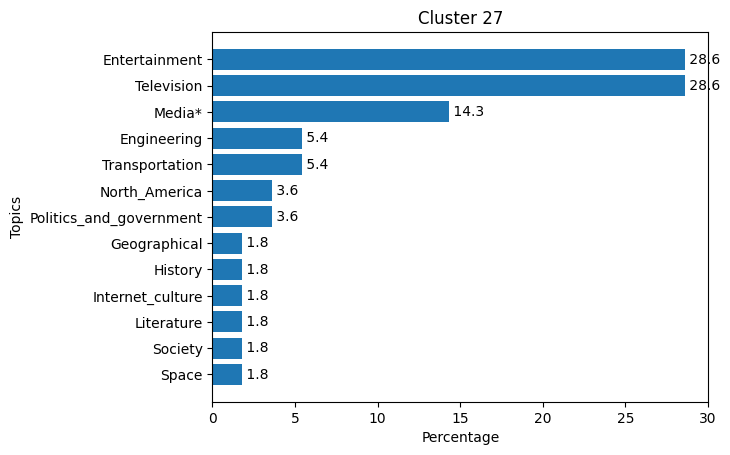 Cluster 27
Topics
Entertainment 28.6
Television 28.6
Media* 14.3
Engineering 5.4
Transportation 5.4
North_America 3.6
Politics_and_government 3.6
Geographical 1.8
History 1.8
Internet_culture 1.8
Literature 1.8
Society 1.8
Space 1.8
0 5 10 15 20 25 30
Percentage